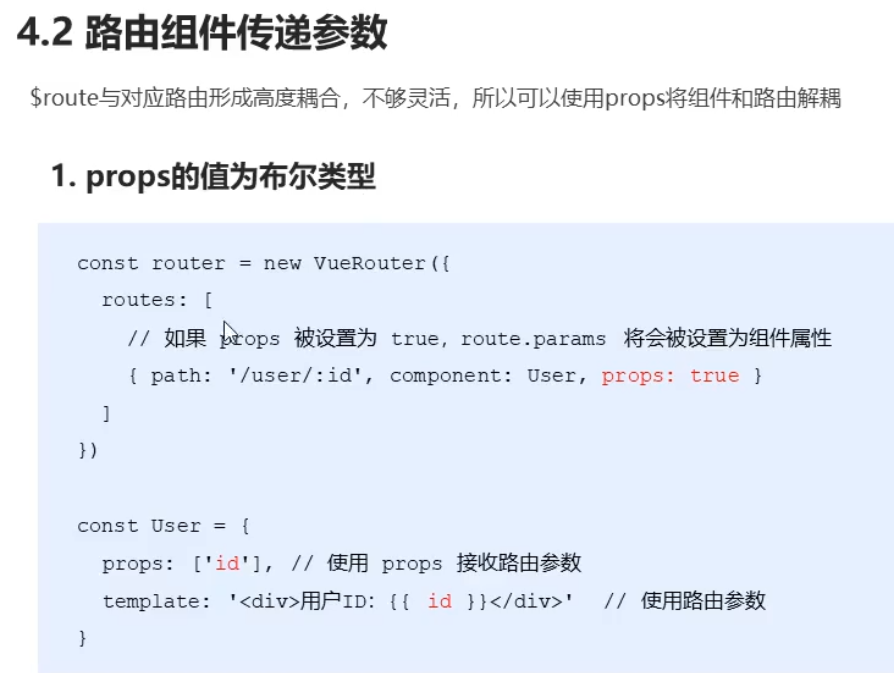 4.2 路由组件传递参数
$route与对应路由形成高度耦合，不够灵活，所以可以使用props将组件和路由解耦
1. props的值为布尔类型
const router = new VueRouter({
routes: [
// 如果 props 被设置为 true，route.params 将会被设置为组件属性
{ path: '/user/:id', component: User, props: true }
]
})
const User = {
props: ['id'], // 使用 props 接收路由参数
template: '<div>用户ID：{{ id }}</div>' // 使用路由参数
}